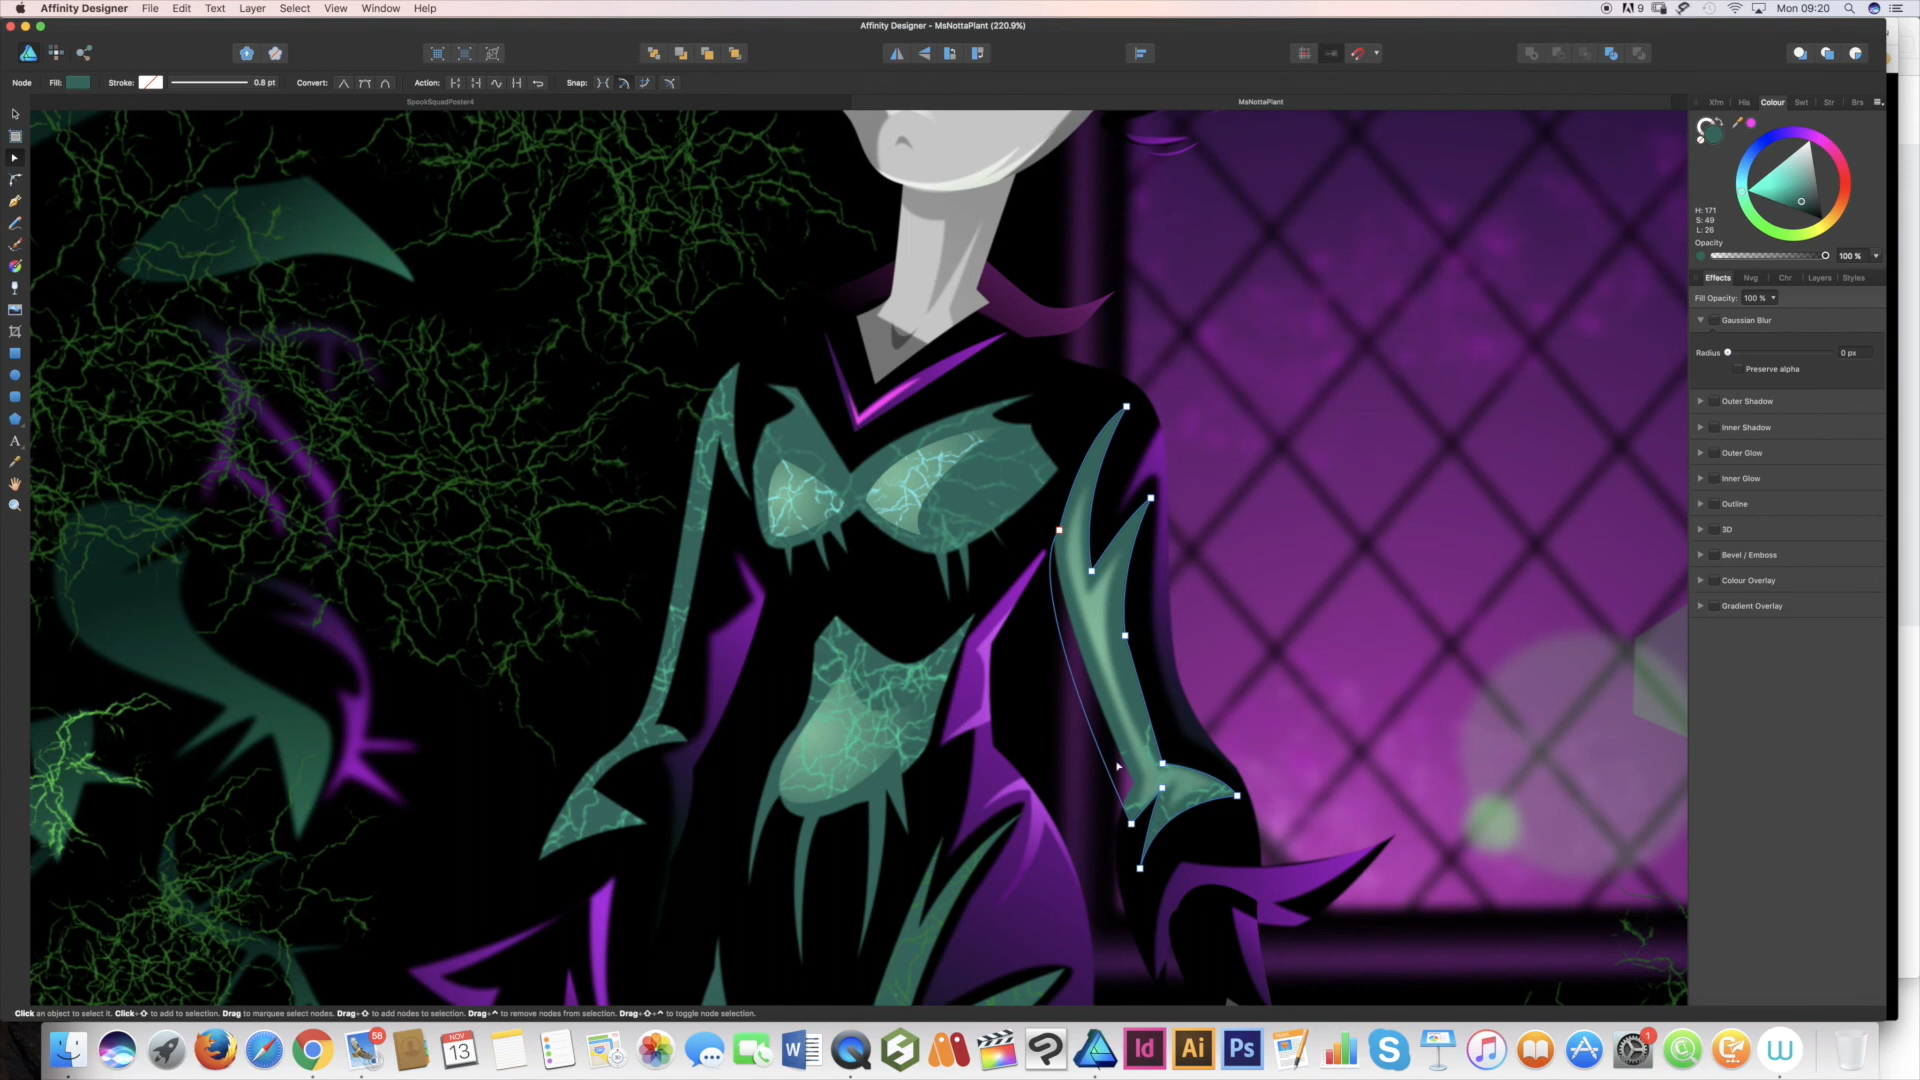 Affinity Designer File Edit Text Layer Select View Window Help
9 Mon 09:20
Affinity Designer - MsNottaPlant (220.9%)
Node Fill: Stroke: 0.8 pt Convert: Action: Snap:
SpookSquadPoster4 MsNottaPlant
Xfm His Colour Swt Str Brs
H: 171
S: 49
L: 26
Opacity
100 %
Effects Nvg Chr Layers Styles
Fill Opacity: 100 %
Gaussian Blur
Radius 0 px
Preserve alpha
Outer Shadow
Inner Shadow
Outer Glow
Inner Glow
Outline
3D
Bevel / Emboss
Colour Overlay
Gradient Overlay
Click an object to select it. Click+⇧ to add to selection. Drag to marquee select nodes. Drag+⇧ to add nodes to selection. Drag+⌃ to remove nodes from selection. Drag+⇧+⌃ to toggle node selection.
58
NOV
13
W
Id
Ai
Ps
S
1